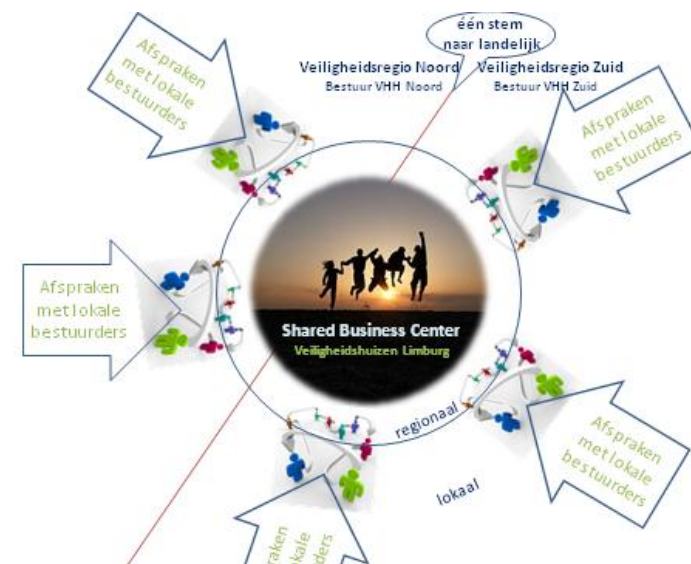 één stem
naar landelijk
Veiligheidsregio Noord
Bestuur VHH Noord
Veiligheidsregio Zuid
Bestuur VHH Zuid
Afspraken
met lokale
bestuurders
Afspraken
met lokale
bestuurders
Afspraken
met lokale
bestuurders
Shared Business Center
Veiligheidshuizen Limburg
regionaal
lokaal
Afspraken
met lokale
bestuurders